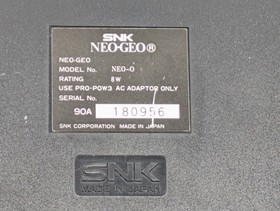 SNK
NEO·GEO®
NEO-GEO
MODEL No. NEO-O
RATING 8W
USE PRO-POW3 AC ADAPTOR ONLY
SERIAL No.
90A 180956
SNK CORPORATION MADE IN JAPAN
SNK
MADE IN JAPAN